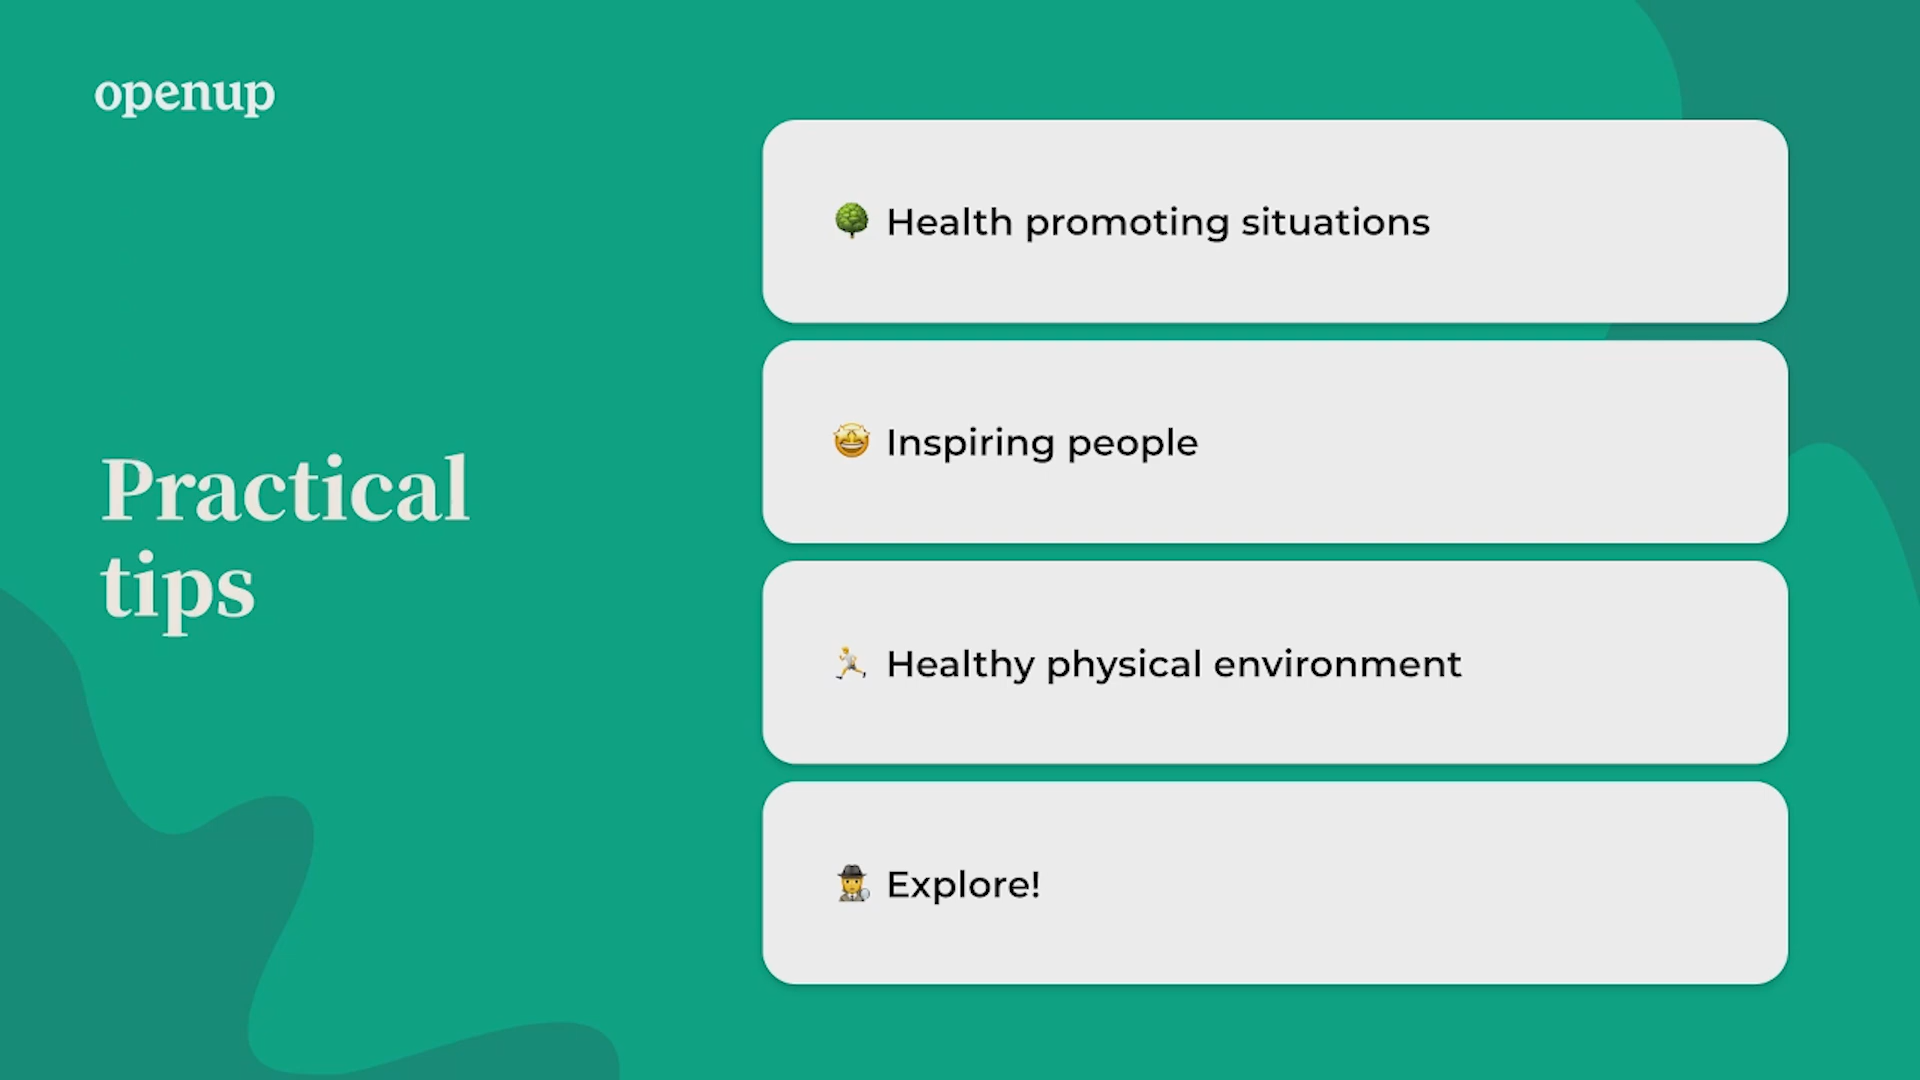 openup
Practical
tips
🌳 Health promoting situations
🤩 Inspiring people
🏃 Healthy physical environment
🕵️ Explore!